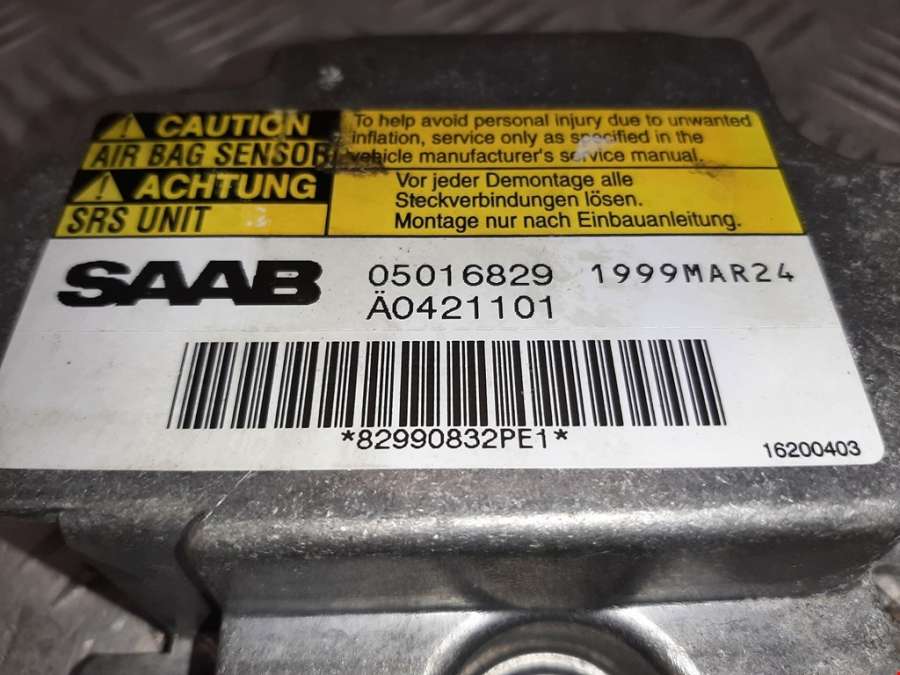 CAUTION
AIR BAG SENSOR
To help avoid personal injury due to unwanted
inflation, service only as specified in the
vehicle manufacturer's service manual.
ACHTUNG
SRS UNIT
Vor jeder Demontage alle
Steckverbindungen lösen.
Montage nur nach Einbauanleitung.
SAAB
05016829 1999MAR24
Ä0421101
*82990832PE1*
16200403